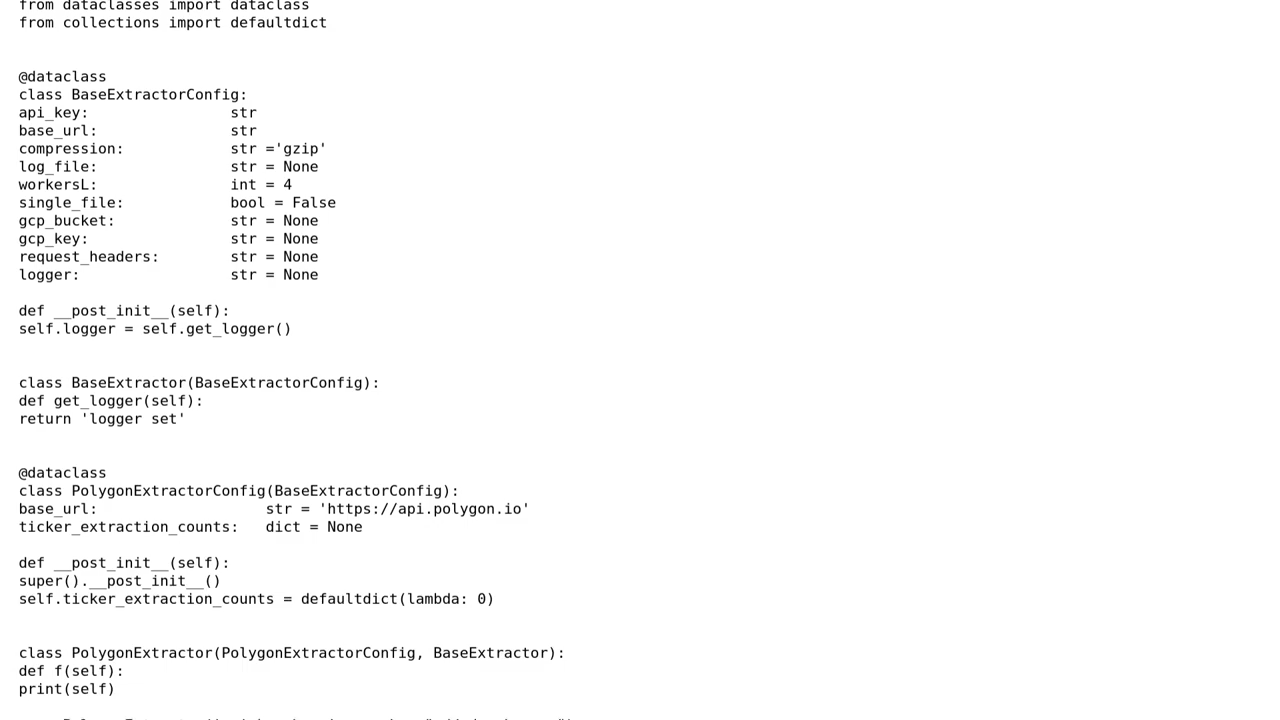 from dataclasses import dataclass
from collections import defaultdict
@dataclass
class BaseExtractorConfig:
api_key: str
base_url: str
compression: str ='gzip'
log_file: str = None
workersL: int = 4
single_file: bool = False
gcp_bucket: str = None
gcp_key: str = None
request_headers: str = None
logger: str = None
def __post_init__(self):
self.logger = self.get_logger()
class BaseExtractor(BaseExtractorConfig):
def get_logger(self):
return 'logger set'
@dataclass
class PolygonExtractorConfig(BaseExtractorConfig):
base_url: str = 'https://api.polygon.io'
ticker_extraction_counts: dict = None
def __post_init__(self):
super().__post_init__()
self.ticker_extraction_counts = defaultdict(lambda: 0)
class PolygonExtractor(PolygonExtractorConfig, BaseExtractor):
def f(self):
print(self)